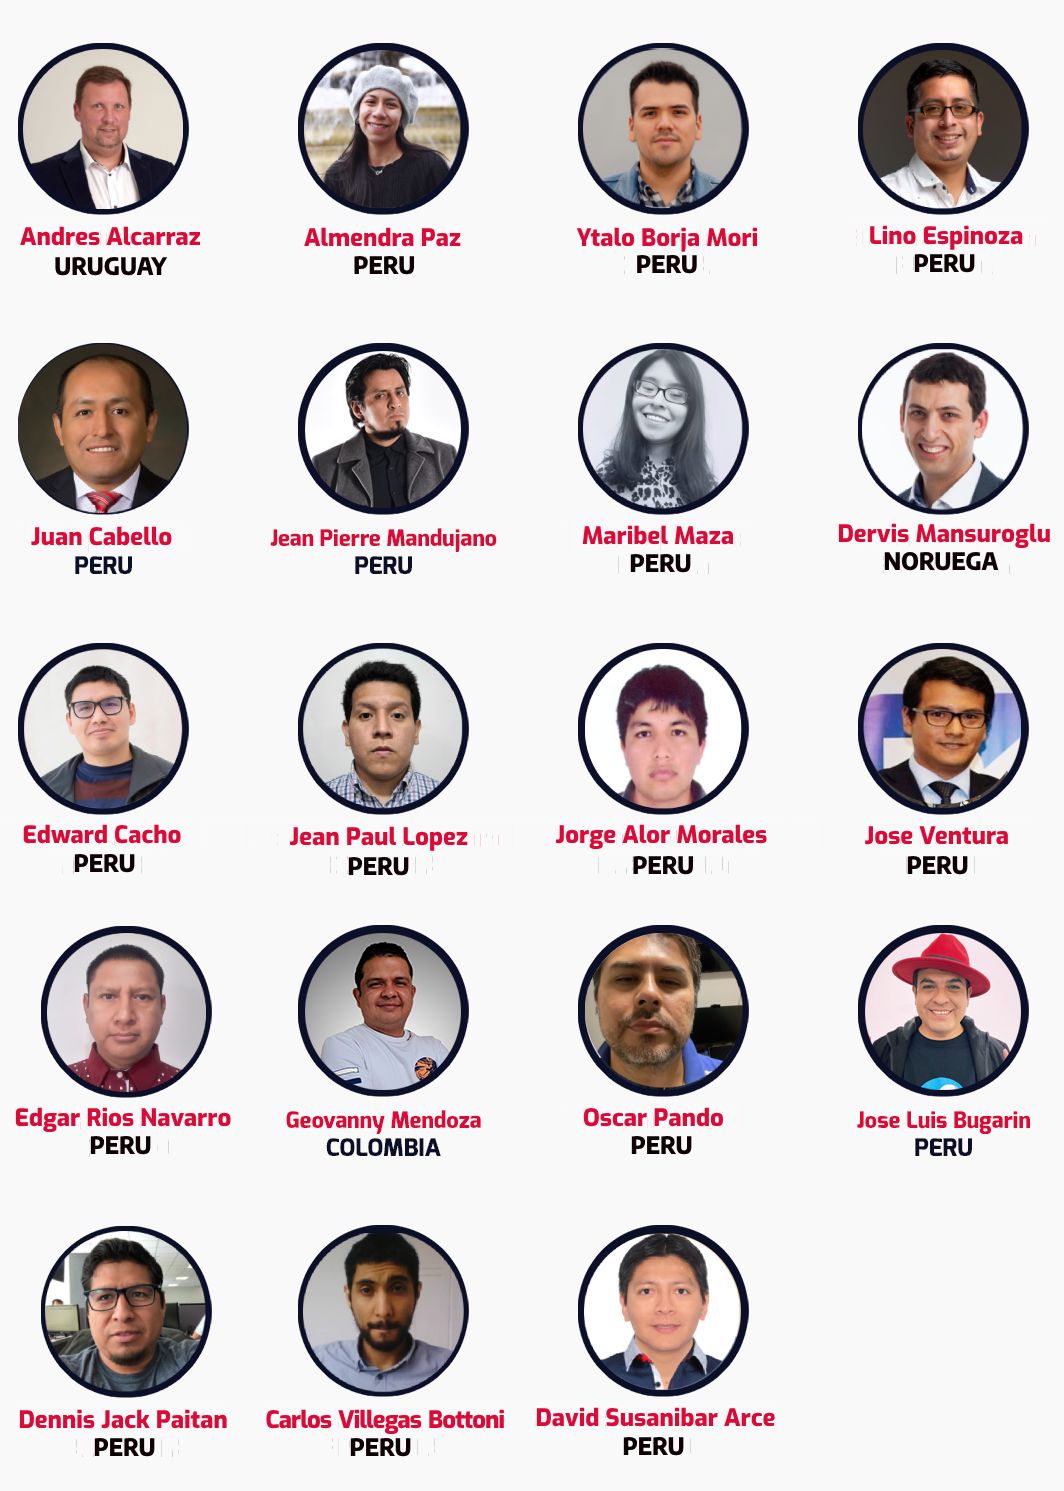 Andres Alcarraz
URUGUAY
Almendra Paz
PERU
Ytalo Borja Mori
PERU
Lino Espinoza
PERU
Juan Cabello
PERU
Jean Pierre Mandujano
PERU
Maribel Maza
PERU
Dervis Mansuroglu
NORUEGA
Edward Cacho
PERU
Jean Paul Lopez
PERU
Jorge Alor Morales
PERU
Jose Ventura
PERU
Edgar Rios Navarro
PERU
Geovanny Mendoza
COLOMBIA
Oscar Pando
PERU
Jose Luis Bugarin
PERU
Dennis Jack Paitan
PERU
Carlos Villegas Bottoni
PERU
David Susanibar Arce
PERU